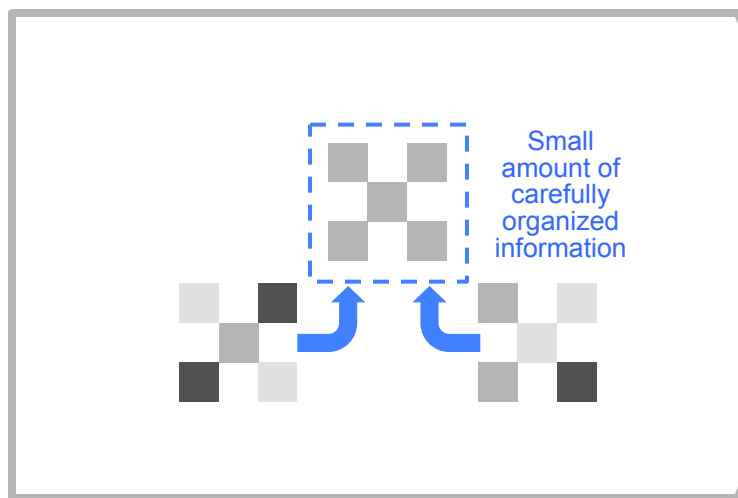 Small
amount of
carefully
organized
information